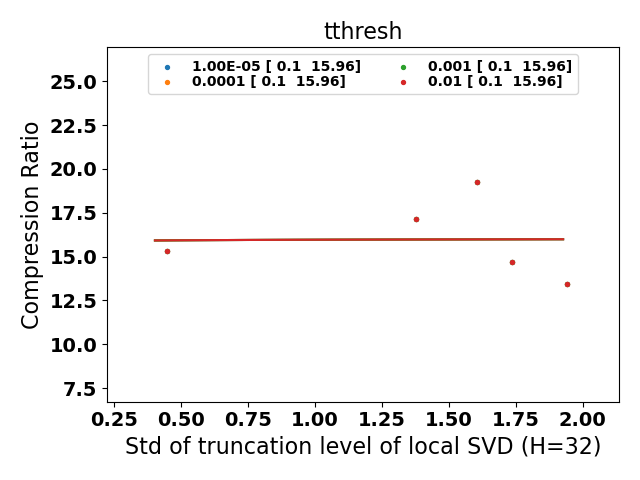 tthresh
1.00E-05 [ 0.1  15.96]
0.0001 [ 0.1  15.96]
0.001 [ 0.1  15.96]
0.01 [ 0.1  15.96]
Compression Ratio
25.0
22.5
20.0
17.5
15.0
12.5
10.0
7.5
0.25 0.50 0.75 1.00 1.25 1.50 1.75 2.00
Std of truncation level of local SVD (H=32)